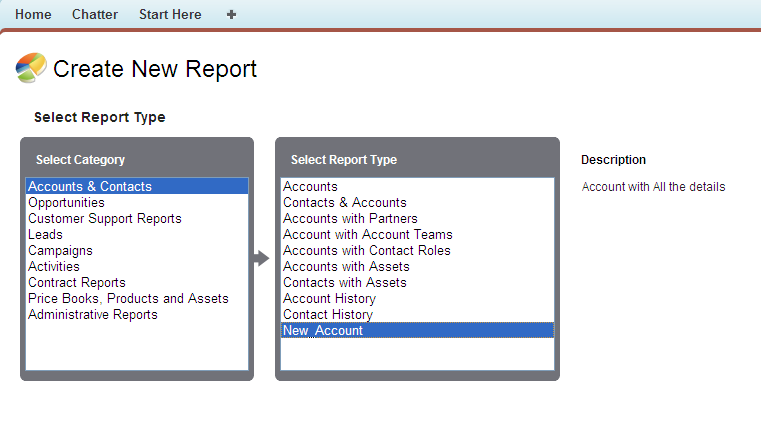 Home Chatter Start Here +
Create New Report
Select Report Type
Select Category
Accounts & Contacts
Opportunities
Customer Support Reports
Leads
Campaigns
Activities
Contract Reports
Price Books, Products and Assets
Administrative Reports
Select Report Type
Accounts
Contacts & Accounts
Accounts with Partners
Account with Account Teams
Accounts with Contact Roles
Accounts with Assets
Contacts with Assets
Account History
Contact History
New Account
Description
Account with All the details